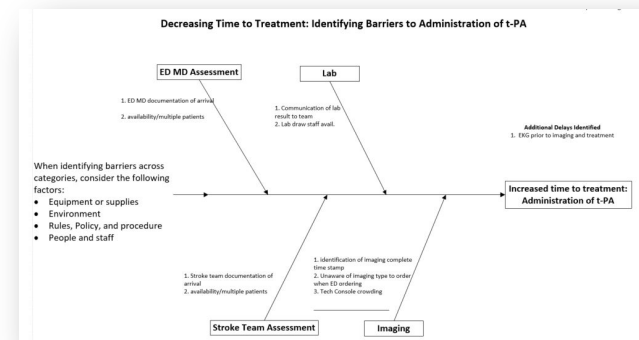 Decreasing Time to Treatment: Identifying Barriers to Administration of t-PA
ED MD Assessment
Lab
1. ED MD documentation of arrival
2. availability/multiple patients
1. Communication of lab
result to team
2. Lab draw staff avail.
Additional Delays Identified
1. EKG prior to imaging and treatment
When identifying barriers across
categories, consider the following
factors:
• Equipment or supplies
• Environment
• Rules, Policy, and procedure
• People and staff
Increased time to treatment:
Administration of t-PA
1. Stroke team documentation of
arrival
2. availability/multiple patients
1. identification of imaging complete
time stamp
2. Unaware of imaging type to order
when ED ordering
3. Tech Console crowding
Stroke Team Assessment
Imaging